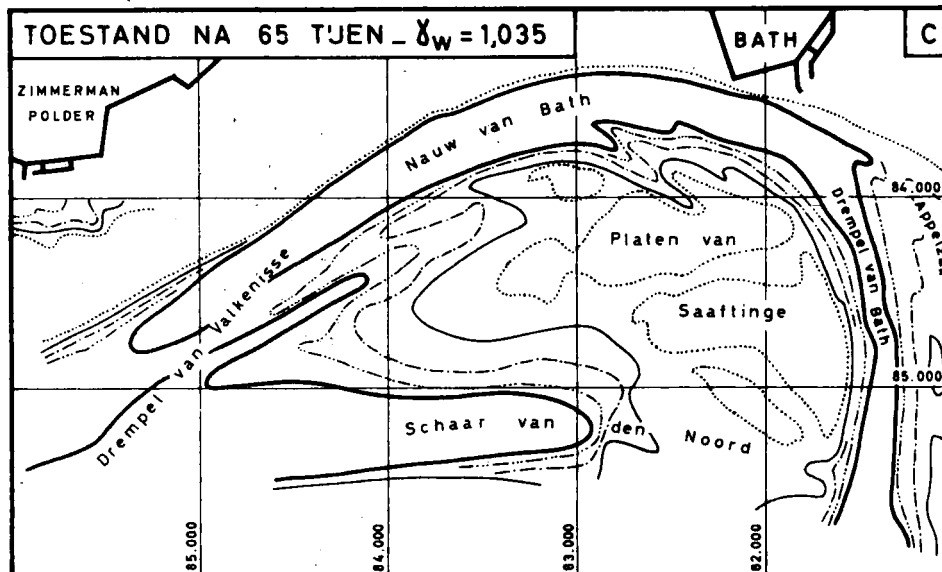 TOESTAND NA 65 TIJEN _ γw = 1,035
BATH
C
ZIMMERMAN
POLDER
Nauw van Bath
84.000
Drempel van Bath
Platen van
Saaftinge
Drempel van Valkenisse
85.000
Schaar van den Noord
85.000
84.000
83.000
82.000